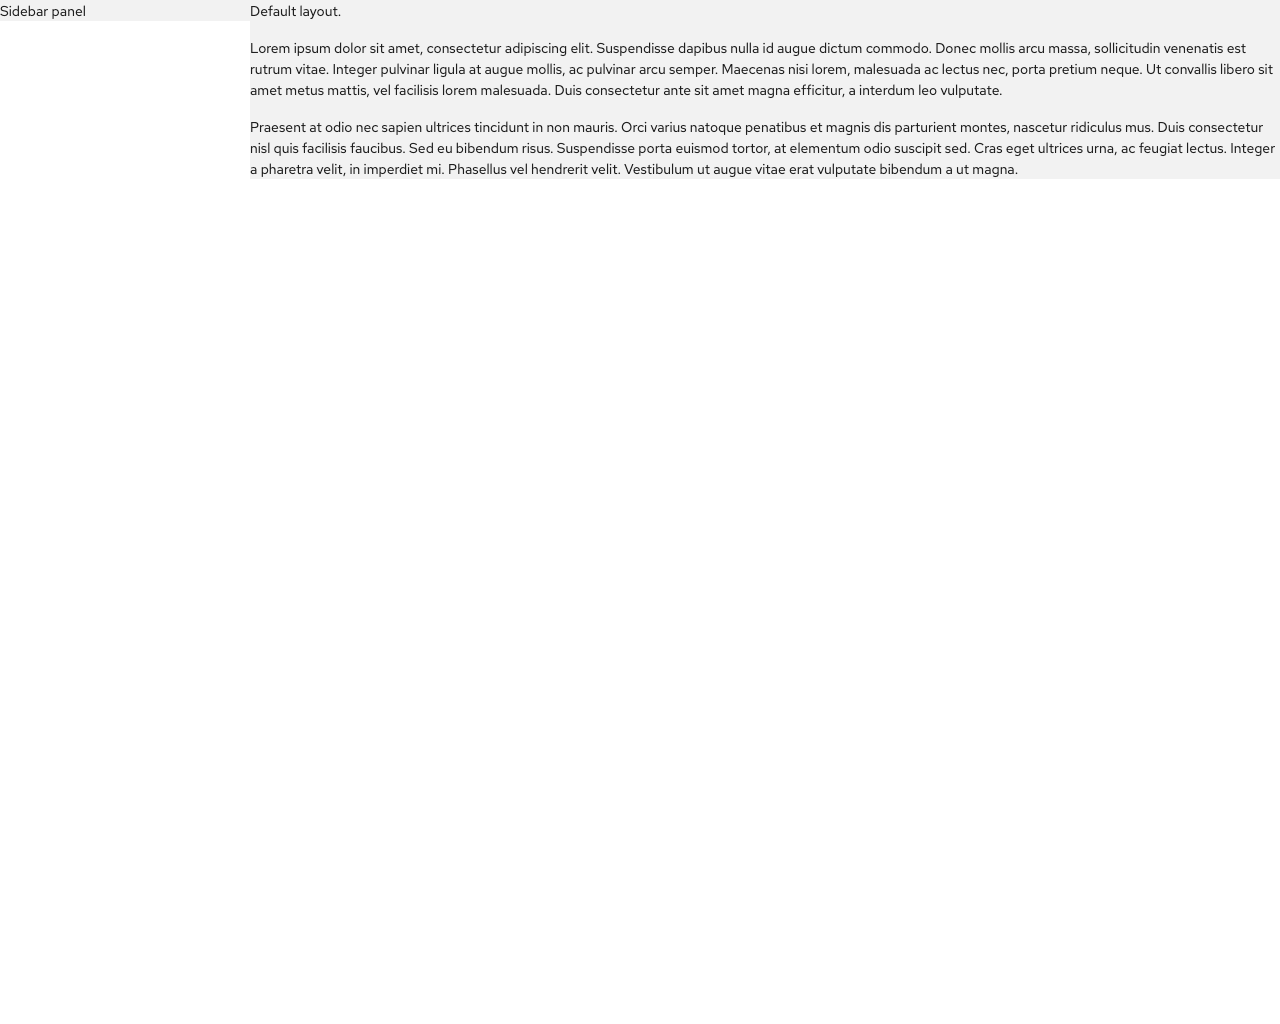 Sidebar panel
Default layout.
Lorem ipsum dolor sit amet, consectetur adipiscing elit. Suspendisse dapibus nulla id augue dictum commodo. Donec mollis arcu massa, sollicitudin venenatis est
rutrum vitae. Integer pulvinar ligula at augue mollis, ac pulvinar arcu semper. Maecenas nisi lorem, malesuada ac lectus nec, porta pretium neque. Ut convallis libero sit
amet metus mattis, vel facilisis lorem malesuada. Duis consectetur ante sit amet magna efficitur, a interdum leo vulputate.
Praesent at odio nec sapien ultrices tincidunt in non mauris. Orci varius natoque penatibus et magnis dis parturient montes, nascetur ridiculus mus. Duis consectetur
nisl quis facilisis faucibus. Sed eu bibendum risus. Suspendisse porta euismod tortor, at elementum odio suscipit sed. Cras eget ultrices urna, ac feugiat lectus. Integer
a pharetra velit, in imperdiet mi. Phasellus vel hendrerit velit. Vestibulum ut augue vitae erat vulputate bibendum a ut magna.